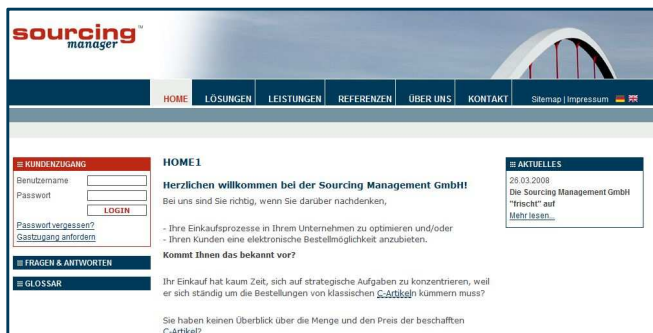 sourcing™
manager
HOME LÖSUNGEN LEISTUNGEN REFERENZEN ÜBER UNS KONTAKT Sitemap | Impressum
KUNDENZUGANG
Benutzername
Passwort
LOGIN
Passwort vergessen?
Gastzugang anfordern
FRAGEN & ANTWORTEN
GLOSSAR
HOME1
Herzlichen willkommen bei der Sourcing Management GmbH!
Bei uns sind Sie richtig, wenn Sie darüber nachdenken,
- Ihre Einkaufsprozesse in Ihrem Unternehmen zu optimieren und/oder
- Ihren Kunden eine elektronische Bestellmöglichkeit anzubieten.
Kommt Ihnen das bekannt vor?
Ihr Einkauf hat kaum Zeit, sich auf strategische Aufgaben zu konzentrieren, weil
er sich ständig um die Bestellungen von klassischen C-Artikeln kümmern muss?
Sie haben keinen Überblick über die Menge und den Preis der beschafften
C-Artikel?
AKTUELLES
26.03.2008
Die Sourcing Management GmbH
"frischt" auf
Mehr lesen...